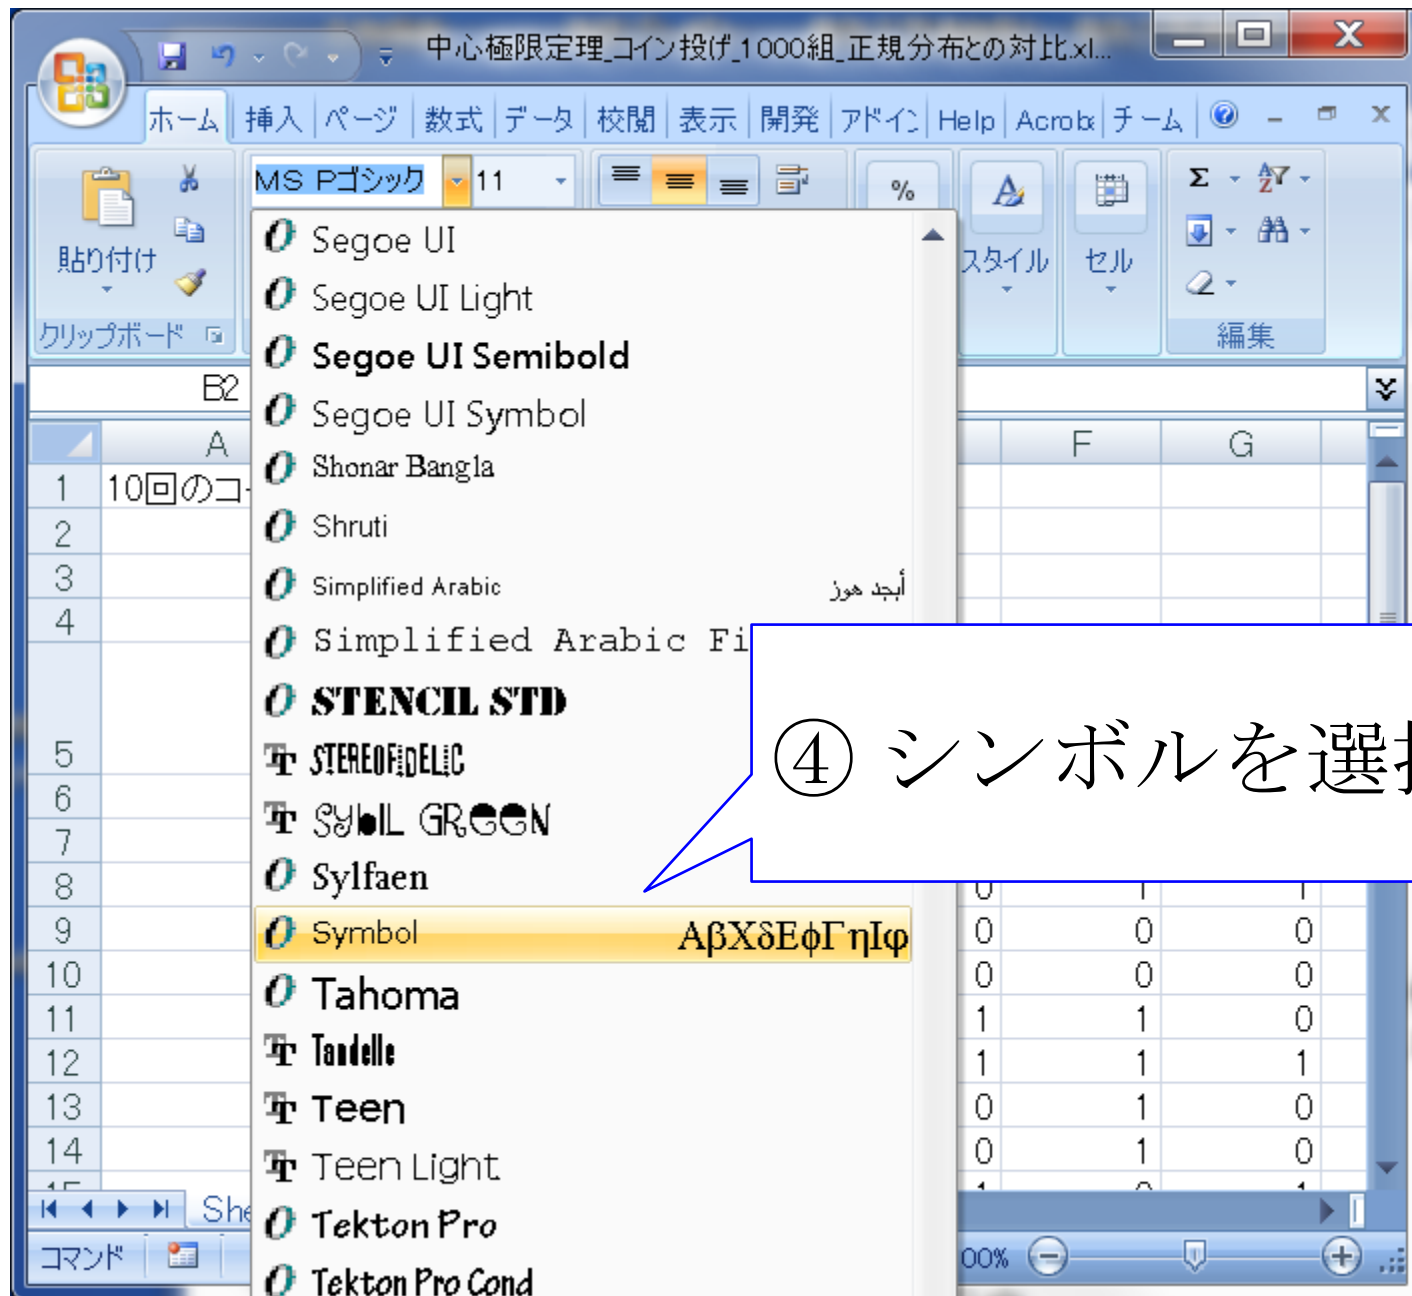 中心極限定理_コイン投げ_1000組_正規分布との対比.xl...
ホーム 挿入 ページ 数式 データ 校閲 表示 開発 アドイン Help Acrob チーム
MS Pゴシック 11
%
Σ
貼り付け
スタイル セル
クリップボード
編集
B2
Segoe UI
Segoe UI Light
Segoe UI Semibold
Segoe UI Symbol
Shonar Bangla
Shruti
Simplified Arabic أبجد هوز
Simplified Arabic Fi
STENCIL STD
STEREOFIDELIC
SYBIL GREEN
Sylfaen
Symbol ΑβΧδΕφΓηΙφ
Tahoma
Tandelle
Teen
Teen Light
Tekton Pro
Tekton Pro Cond
④ シンボルを選択
A F G
1 10回のコ
2
3
4
5
6
7
8 0 1 1
9 0 0 0
10 0 0 0
11 1 1 0
12 1 1 1
13 0 1 0
14 0 1 0
15 1 0 1
She
コマンド
00%